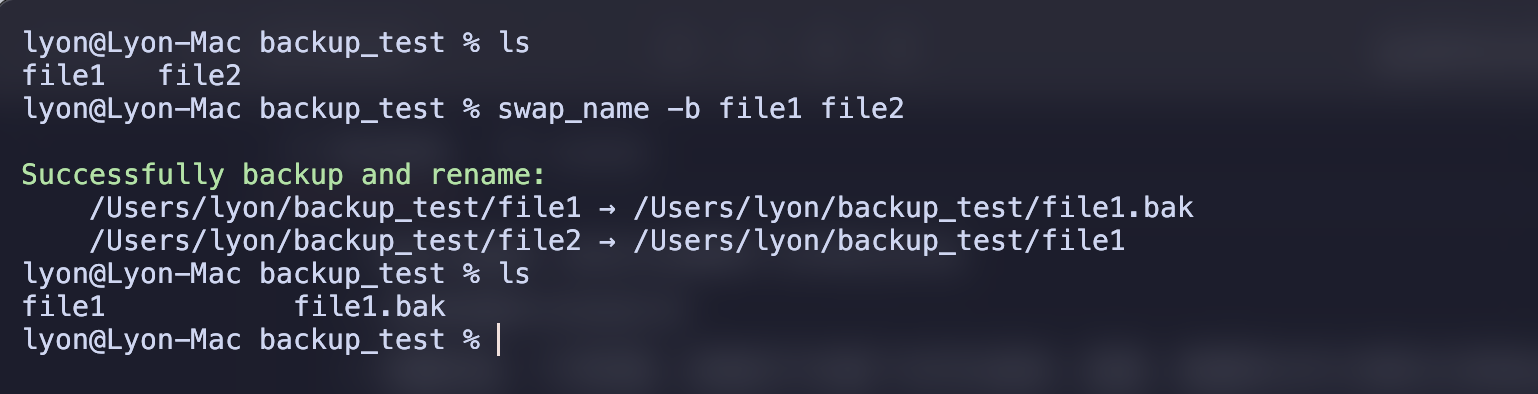 lyon@Lyon-Mac backup_test % ls
file1   file2
lyon@Lyon-Mac backup_test % swap_name -b file1 file2

Successfully backup and rename:
    /Users/lyon/backup_test/file1 → /Users/lyon/backup_test/file1.bak
    /Users/lyon/backup_test/file2 → /Users/lyon/backup_test/file1
lyon@Lyon-Mac backup_test % ls
file1           file1.bak
lyon@Lyon-Mac backup_test %